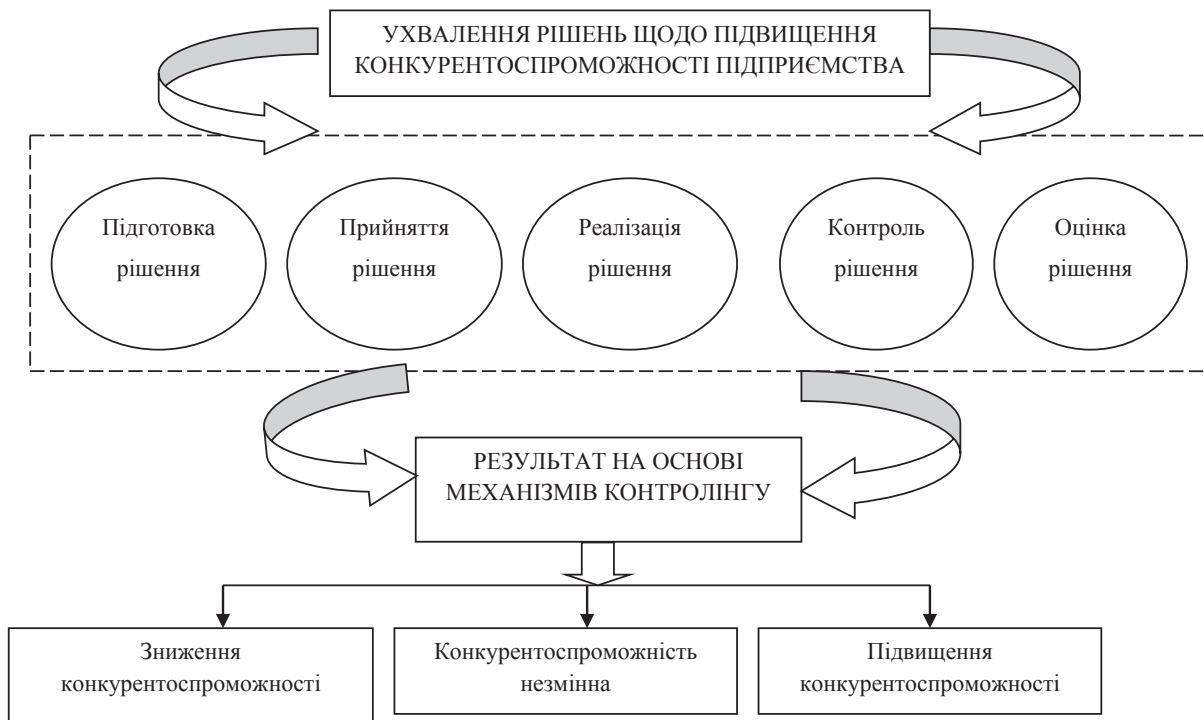 УХВАЛЕННЯ РІШЕНЬ ЩОДО ПІДВИЩЕННЯ
КОНКУРЕНТОСПРОМОЖНОСТІ ПІДПРИЄМСТВА
Підготовка
рішення
Прийняття
рішення
Реалізація
рішення
Контроль
рішення
Оцінка
рішення
РЕЗУЛЬТАТ НА ОСНОВІ
МЕХАНІЗМІВ КОНТРОЛІНГУ
Зниження
конкурентоспроможності
Конкурентоспроможність
незмінна
Підвищення
конкурентоспроможності